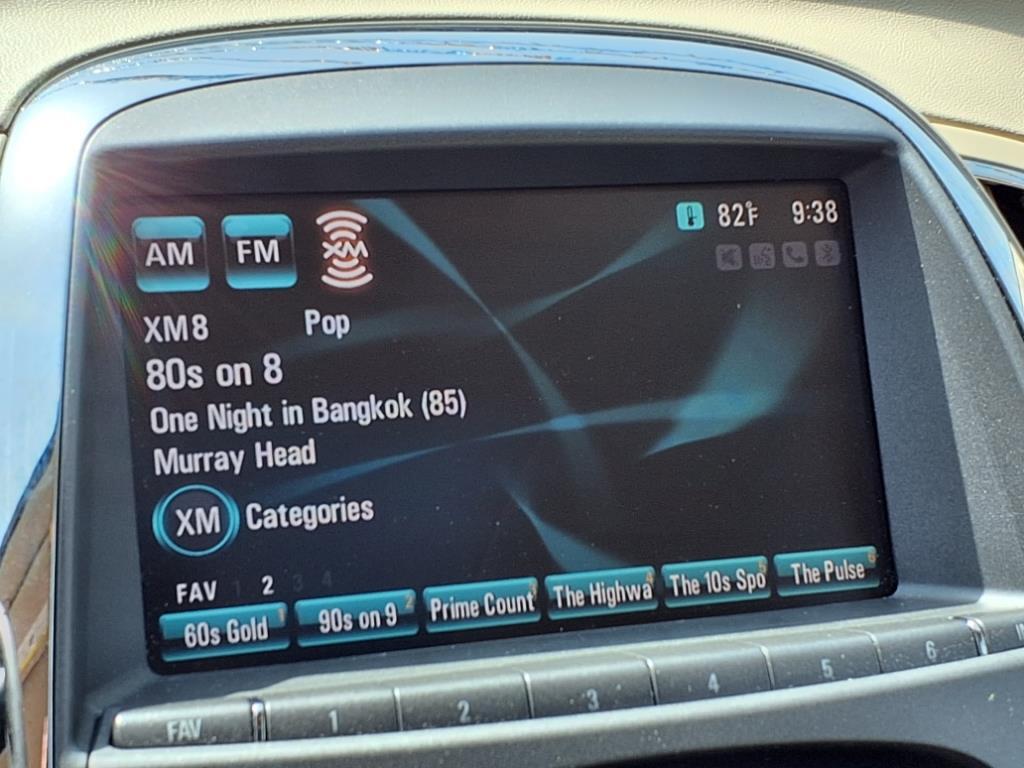 AM FM XM 82°F 9:38
XM8 Pop
80s on 8
One Night in Bangkok (85)
Murray Head
XM Categories
FAV 1 2 3 4
60s Gold 1 90s on 9 2 Prime Count The Highwa 4 The 10s Spo 5 The Pulse 6
FAV 1 2 3 4 5 6